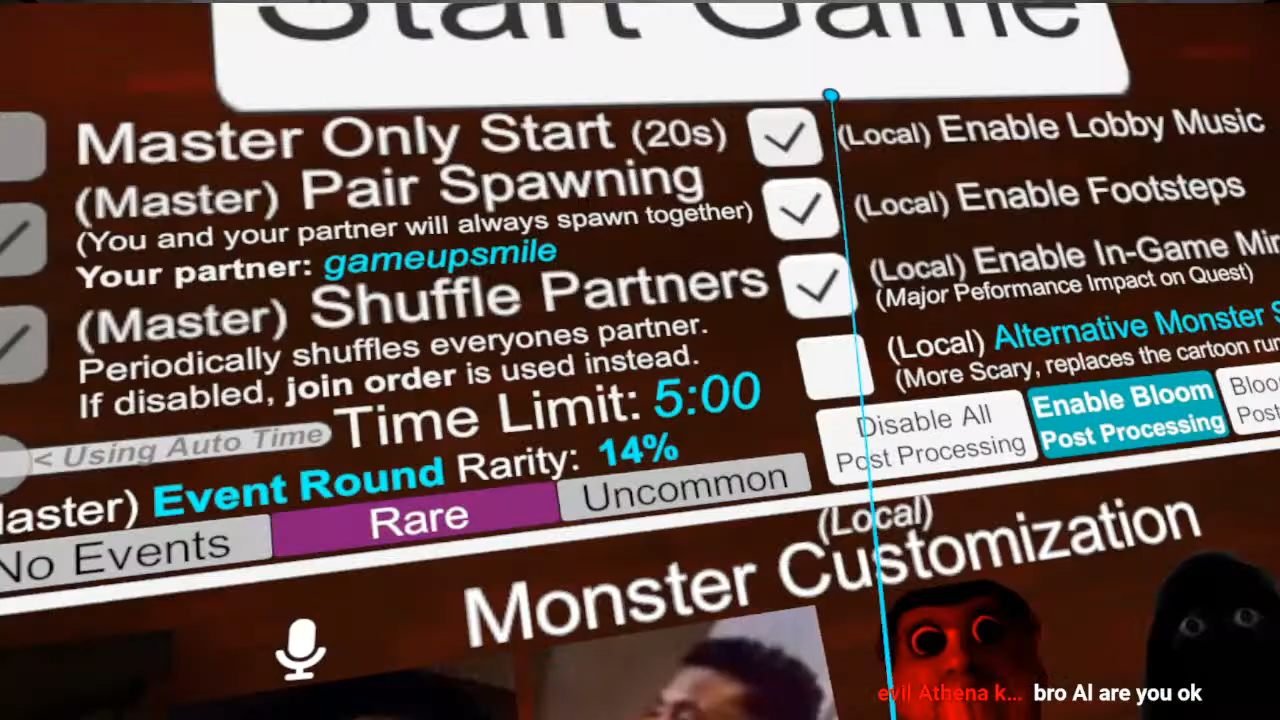 Start Game
Master Only Start (20s)
(Master) Pair Spawning
(You and your partner will always spawn together)
Your partner: gameupsmile
(Master) Shuffle Partners
Periodically shuffles everyones partner.
If disabled, join order is used instead.
< Using Auto Time
Time Limit: 5:00
Master) Event Round Rarity: 14%
No Events
Rare
Uncommon
(Local) Enable Lobby Music
(Local) Enable Footsteps
(Local) Enable In-Game
(Major Peformance Impact on Quest)
(Local) Alternative Monster
(More Scary, replaces the cartoon
Disable All
Post Processing
Enable Bloom
Post Processing
(Local)
Monster Customization
evil Athena k... bro AI are you ok